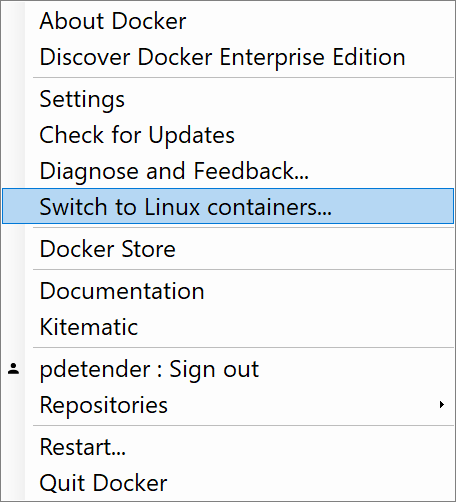 About Docker
Discover Docker Enterprise Edition
Settings
Check for Updates
Diagnose and Feedback...
Switch to Linux containers...
Docker Store
Documentation
Kitematic
pdetender : Sign out
Repositories
Restart...
Quit Docker